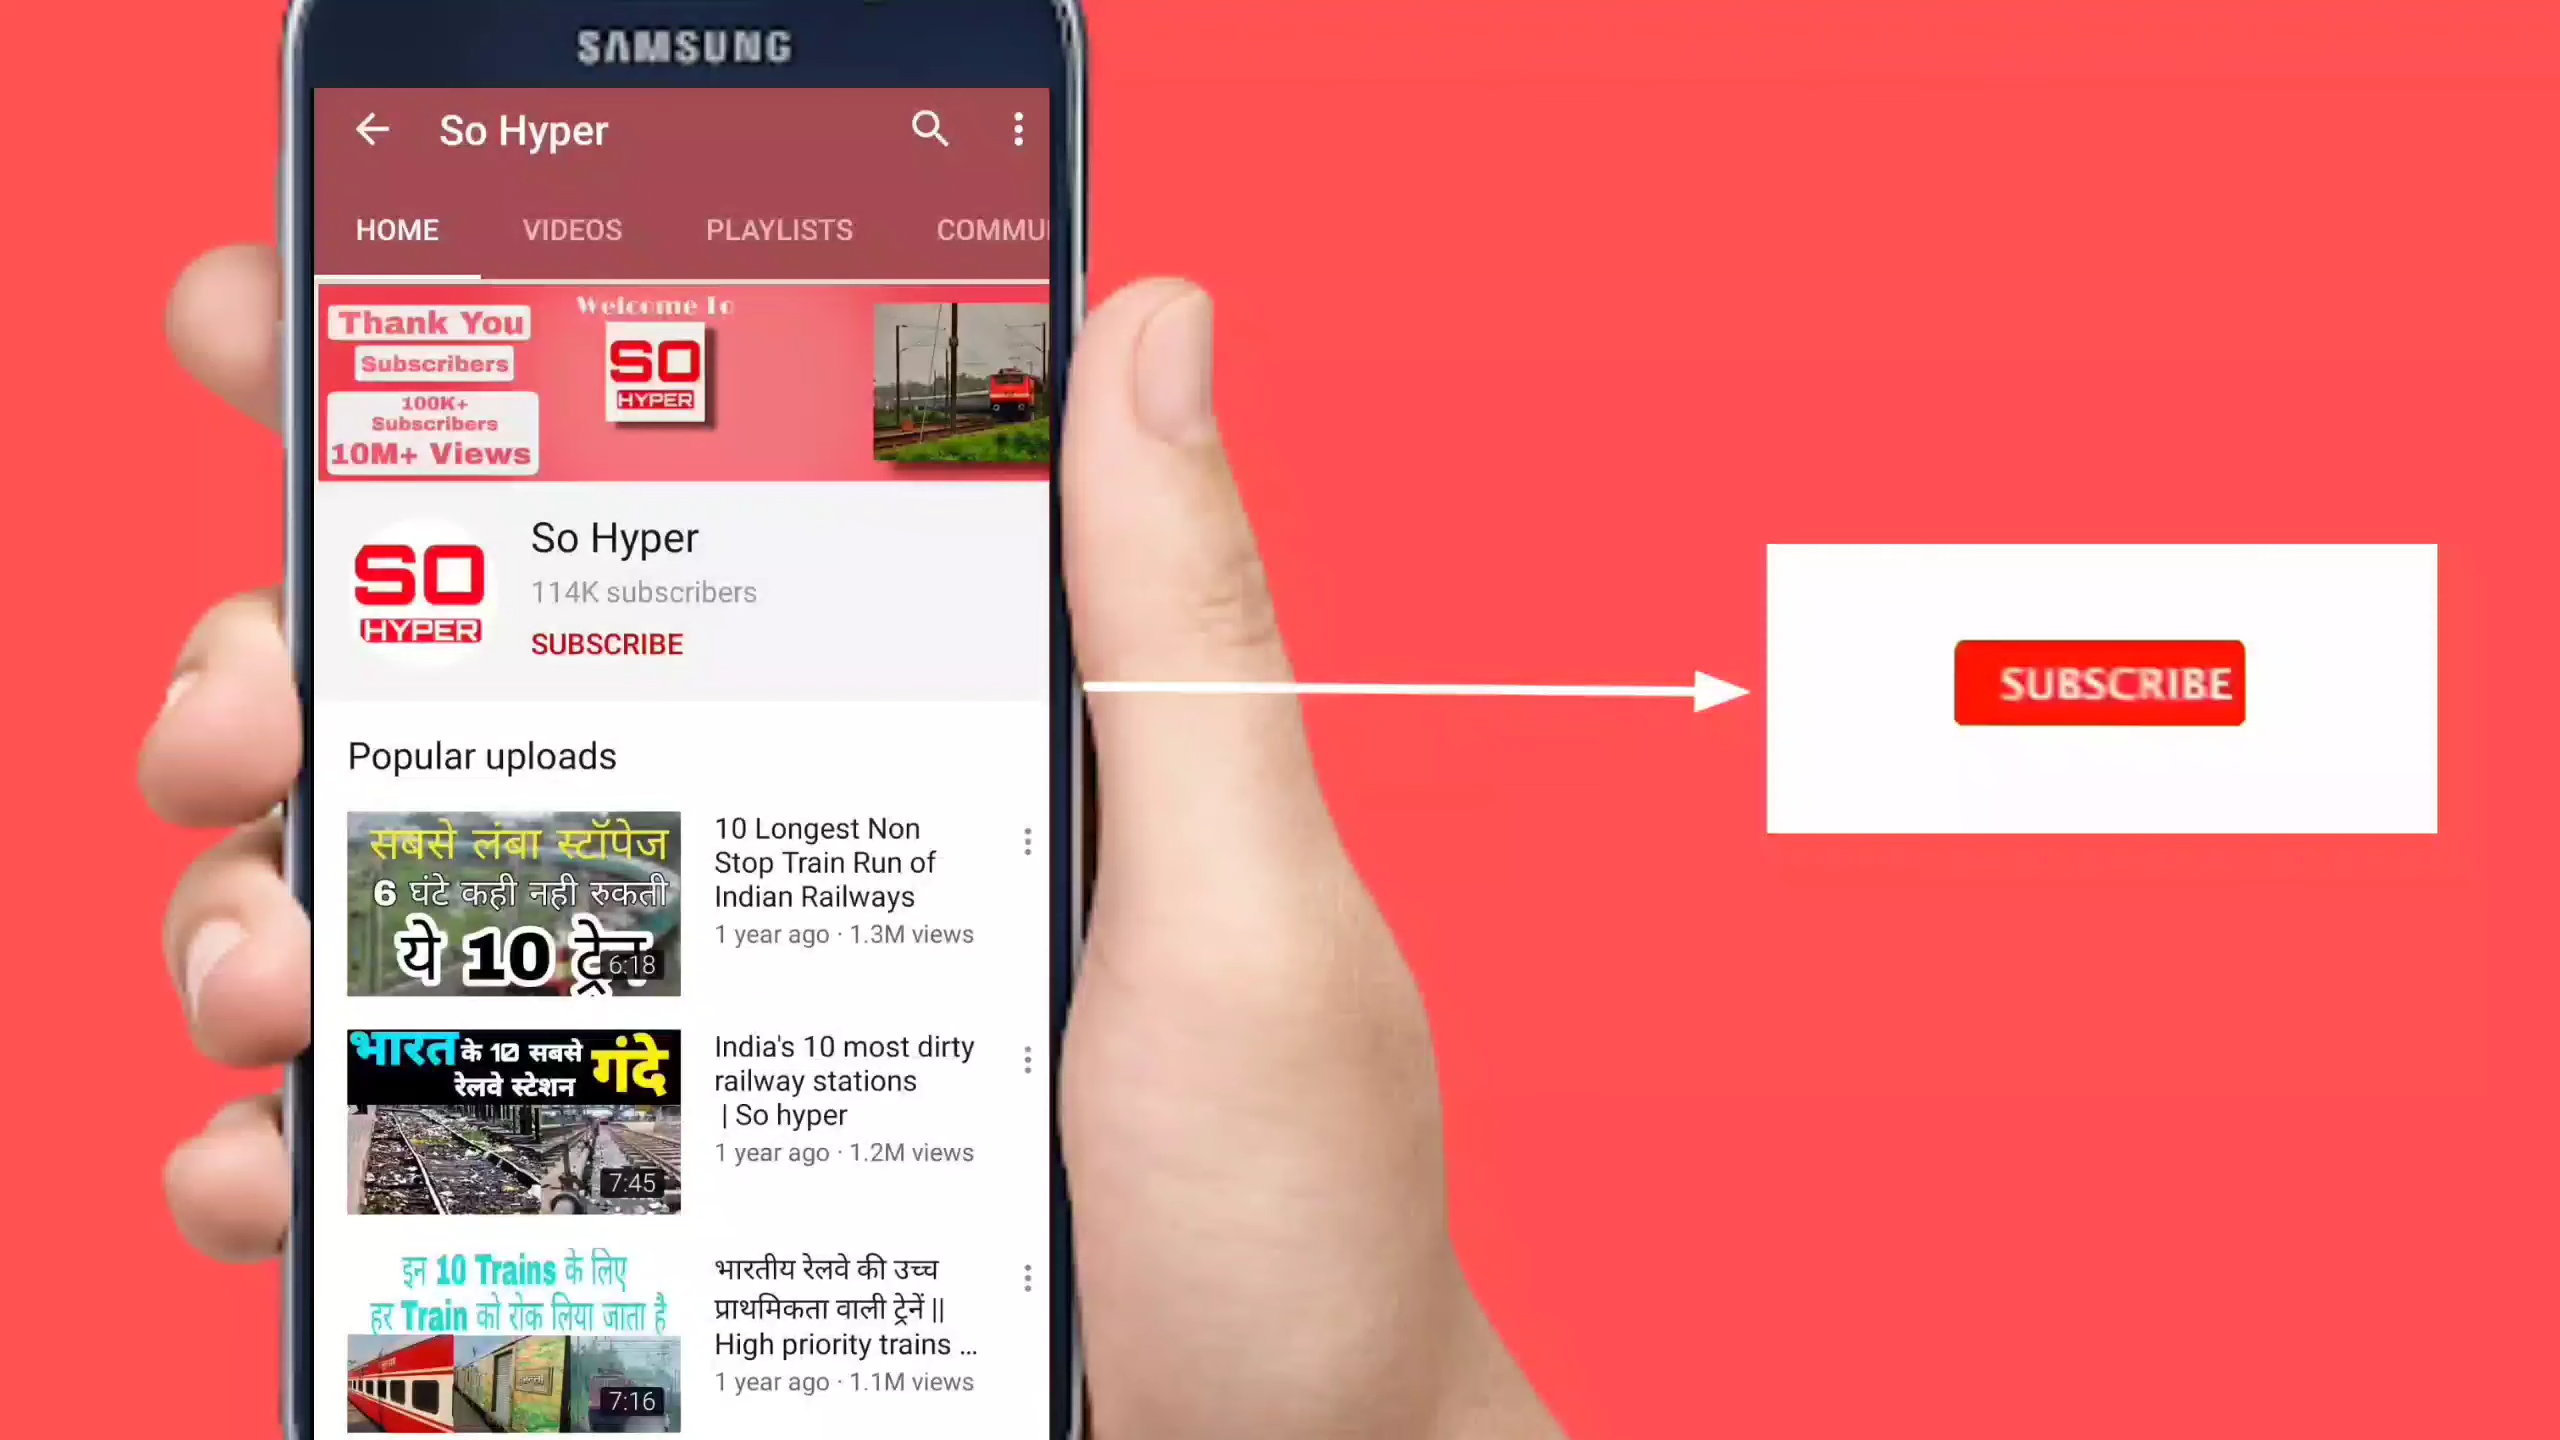 SAMSUNG
So Hyper
HOME VIDEOS PLAYLISTS COMMU
Thank You
Subscribers
100K+
Subscribers
10M+ Views
Welcome To
SO
HYPER
So Hyper
114K subscribers
SUBSCRIBE
SO
HYPER
SUBSCRIBE
Popular uploads
सबसे लंबा स्टॉपेज
6 घंटे कही नही रुकती
ये 10 ट्रेन
6:18
10 Longest Non
Stop Train Run of
Indian Railways
1 year ago · 1.3M views
भारत के 10 सबसे गंदे
रेलवे स्टेशन
7:45
India's 10 most dirty
railway stations
| So hyper
1 year ago · 1.2M views
इन 10 Trains के लिए
हर Train को रोक लिया जाता है
7:16
भारतीय रेलवे की उच्च
प्राथमिकता वाली ट्रेनें ||
High priority trains ...
1 year ago · 1.1M views